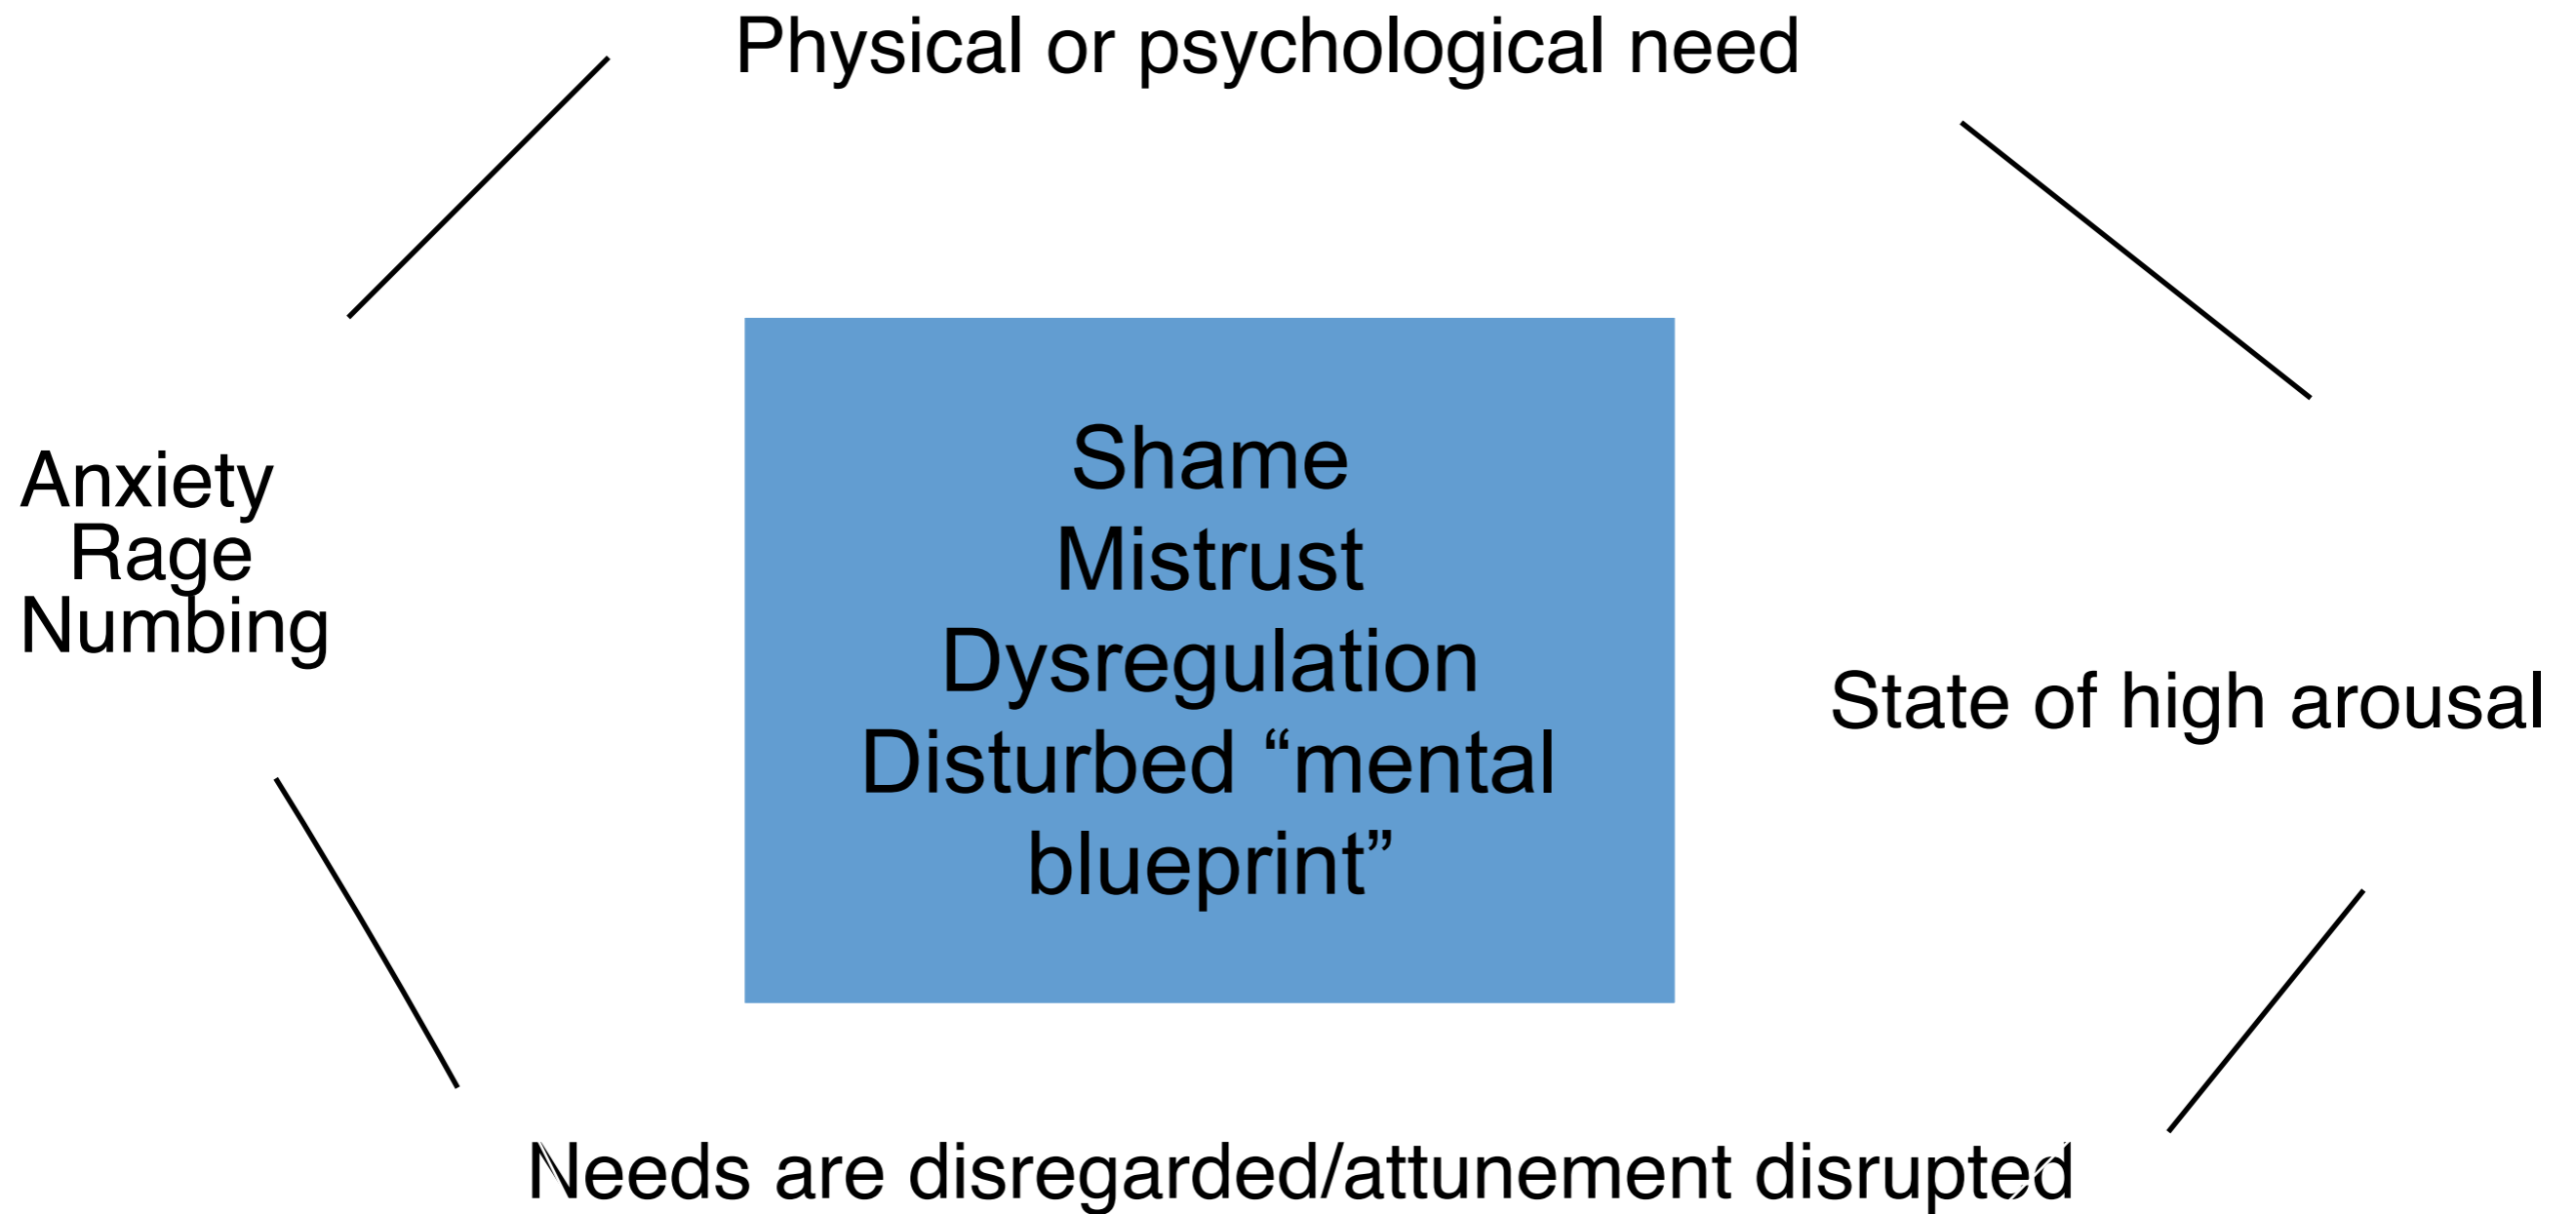 Physical or psychological need
Anxiety
Rage
Numbing
Shame
Mistrust
Dysregulation
Disturbed “mental
blueprint”
State of high arousal
Needs are disregarded/attunement disrupted